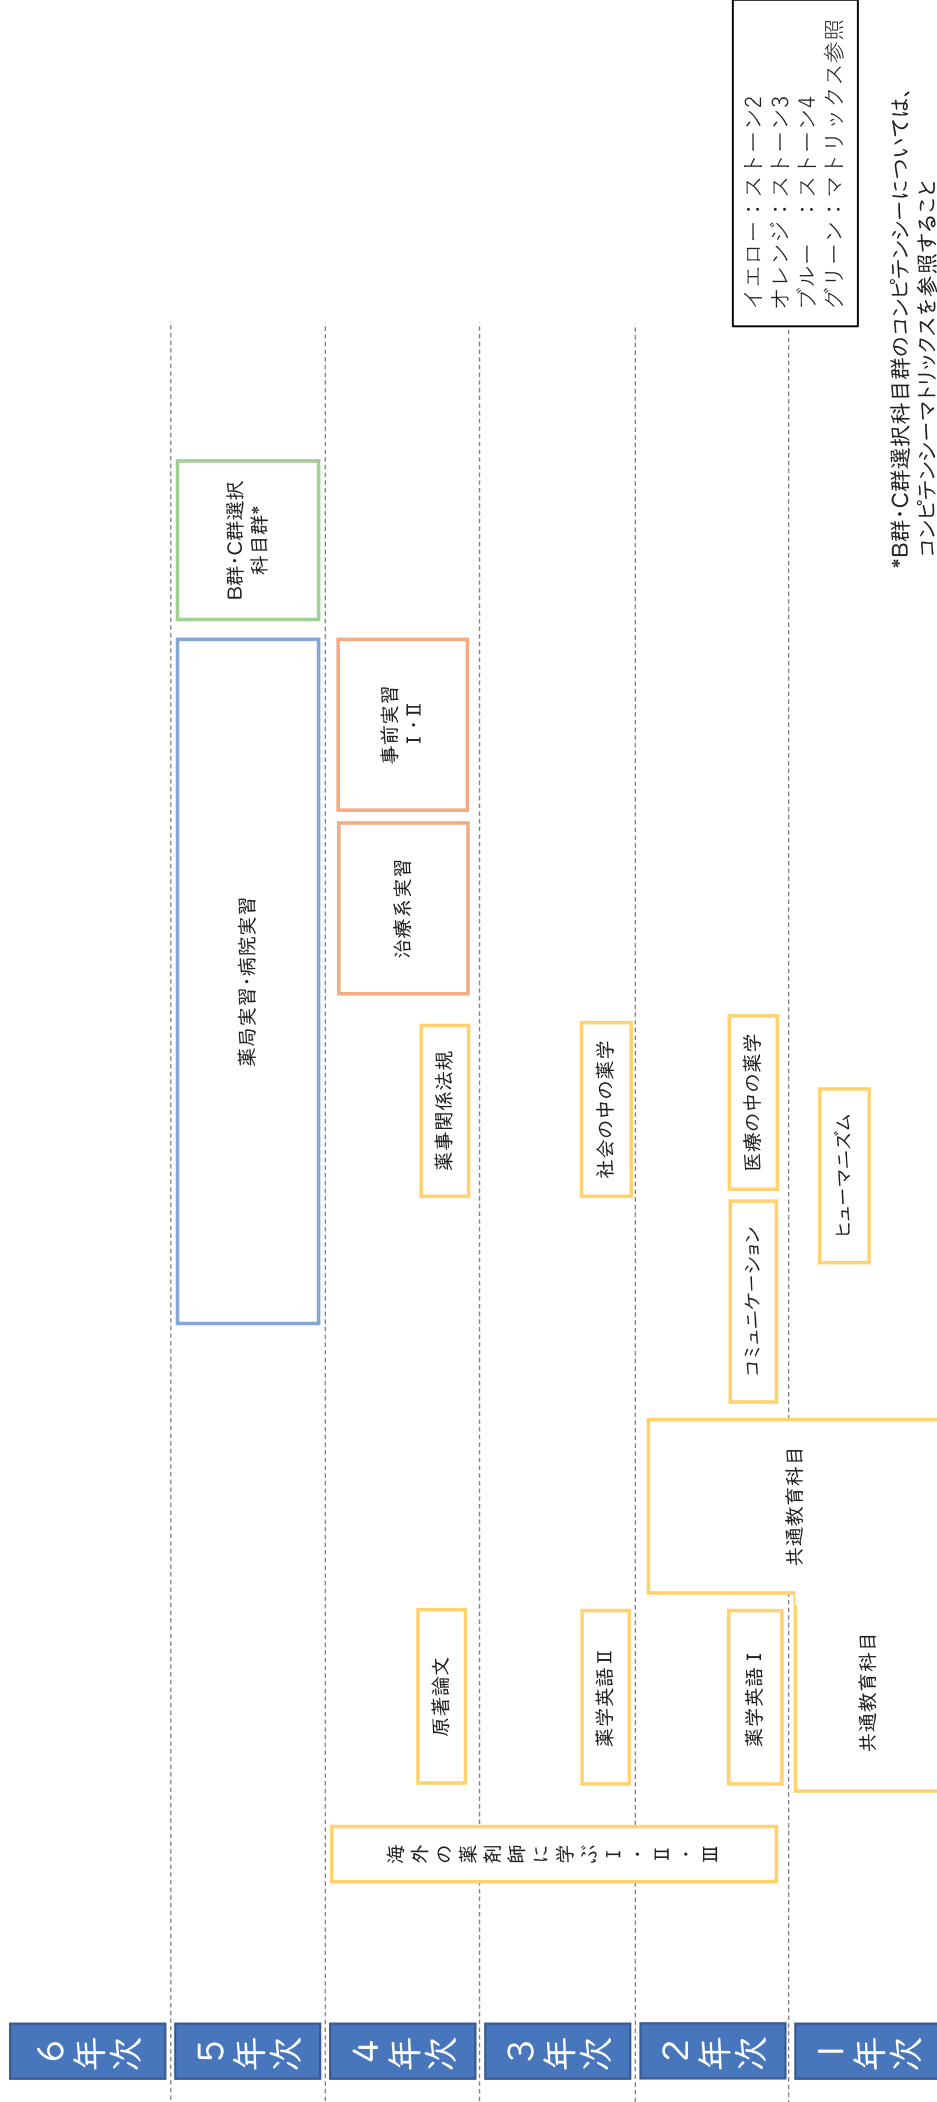 6年次
5年次
4年次
3年次
2年次
1年次
薬局実習・病院実習
B群・C群選択
科目群*
海外の薬剤師に学ぶⅠ・Ⅱ・Ⅲ
原著論文
薬事関係法規
治療系実習
事前実習
Ⅰ・Ⅱ
薬学英語Ⅱ
社会の中の薬学
薬学英語Ⅰ
共通教育科目
コミュニケーション
医療の中の薬学
共通教育科目
ヒューマニズム
イエロー：ストーン2
オレンジ：ストーン3
ブルー　：ストーン4
グリーン：マトリックス参照
*B群・C群選択科目群のコンピテンシーについては、
コンピテンシーマトリックスを参照すること